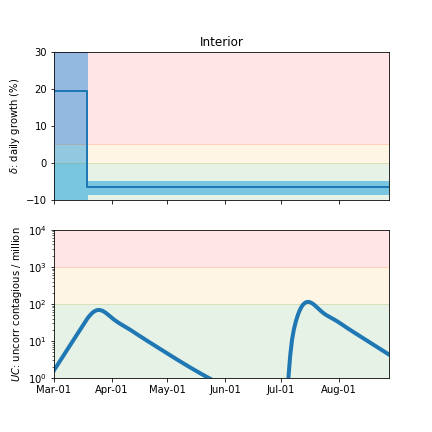 Interior
30
20
10
0
−10
δ: daily growth (%)
10⁴
10³
10²
10¹
10⁰
UC: uncorr contagious / million
Mar-01 Apr-01 May-01 Jun-01 Jul-01 Aug-01